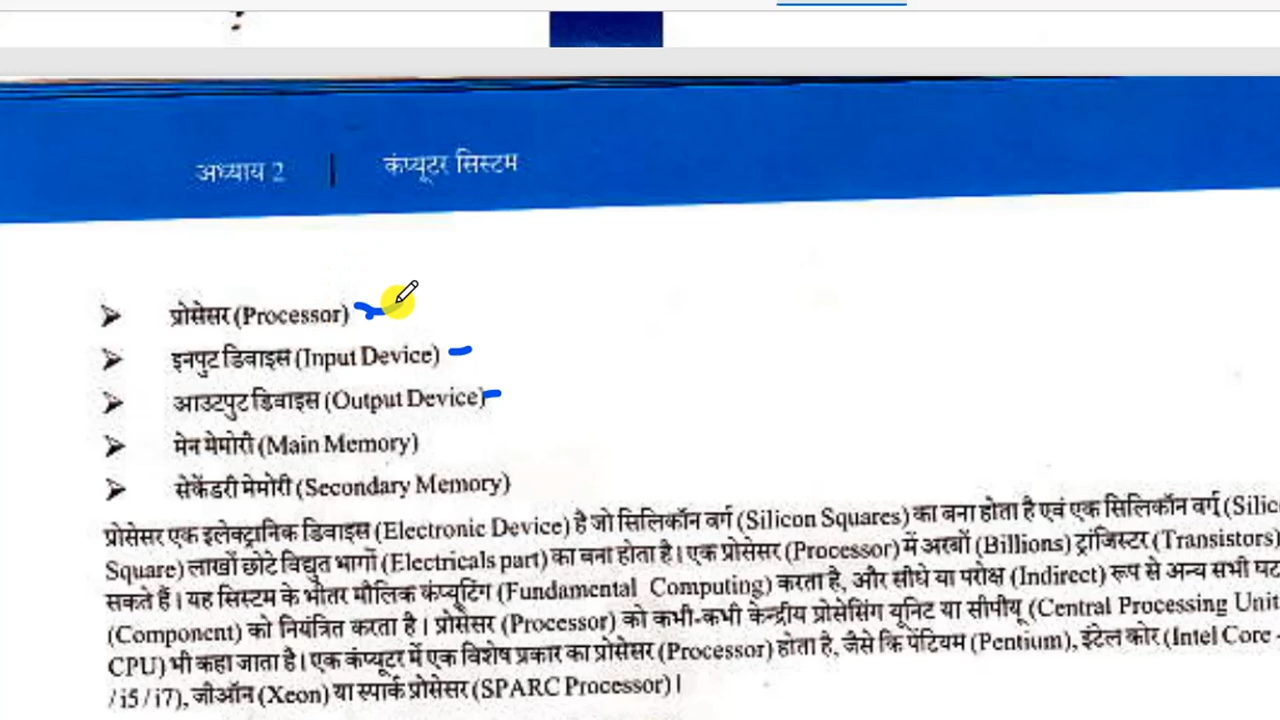 अध्याय 2 | कंप्यूटर सिस्टम
➤ प्रोसेसर (Processor)
➤ इनपुट डिवाइस (Input Device)
➤ आउटपुट डिवाइस (Output Device)
➤ मेन मेमोरी (Main Memory)
➤ सेकेंडरी मेमोरी (Secondary Memory)
प्रोसेसर एक इलेक्ट्रानिक डिवाइस (Electronic Device) है जो सिलिकॉन वर्ग (Silicon Squares) का बना होता है एवं एक सिलिकॉन वर्ग (Silic
Square) लाखों छोटे विद्युत भागों (Electricals part) का बना होता है। एक प्रोसेसर (Processor) में अरबों (Billions) ट्रांजिस्टर (Transistors)
सकते हैं। यह सिस्टम के भीतर मौलिक कंप्यूटिंग (Fundamental Computing) करता है, और सीधे या परोक्ष (Indirect) रूप से अन्य सभी घट
(Component) को नियंत्रित करता है। प्रोसेसर (Processor) को कभी-कभी केन्द्रीय प्रोसेसिंग यूनिट या सीपीयू (Central Processing Unit
CPU) भी कहा जाता है। एक कंप्यूटर में एक विशेष प्रकार का प्रोसेसर (Processor) होता है, जैसे कि पेंटियम (Pentium), इंटेल कोर (Intel Core -
/ i5 / i7), जीऑन (Xeon) या स्पार्क प्रोसेसर (SPARC Processor)।